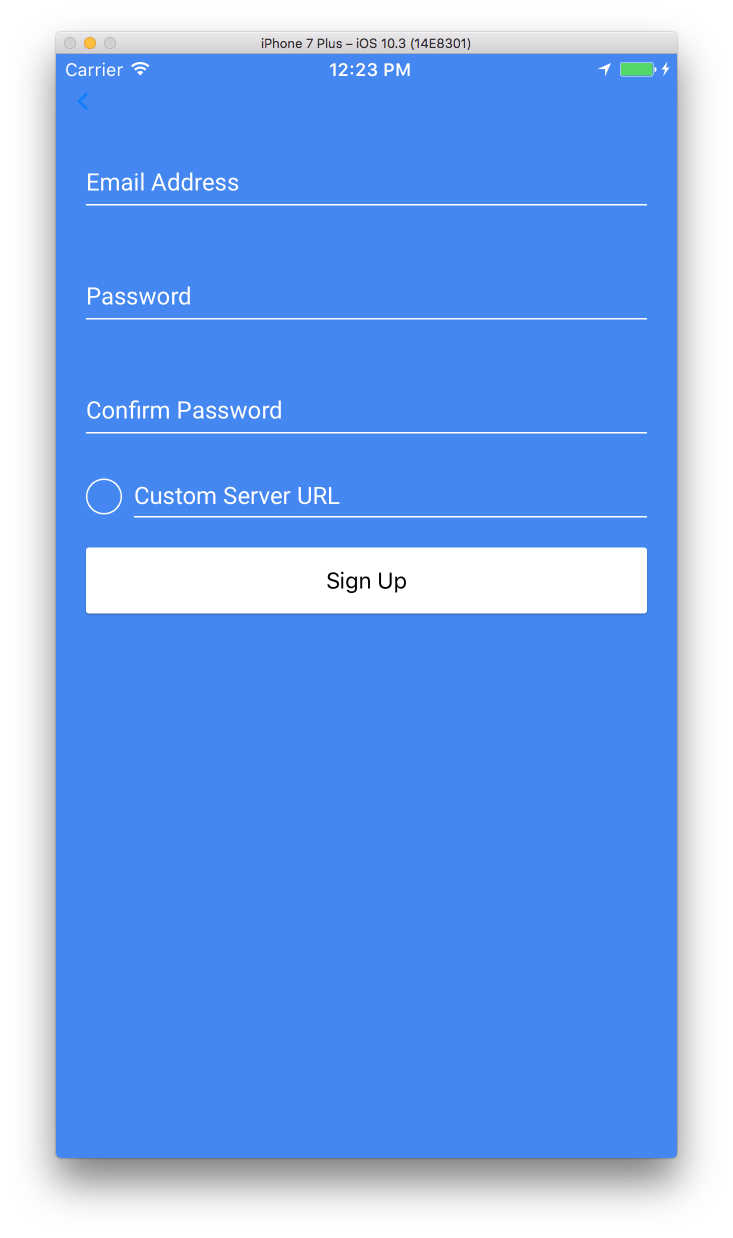 iPhone 7 Plus – iOS 10.3 (14E8301)
Carrier 12:23 PM
Email Address
Password
Confirm Password
Custom Server URL
Sign Up